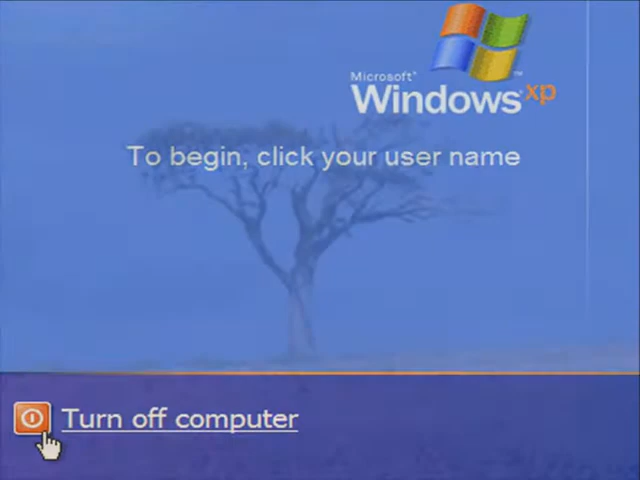 Microsoft®
Windows xp
To begin, click your user name
Turn off computer